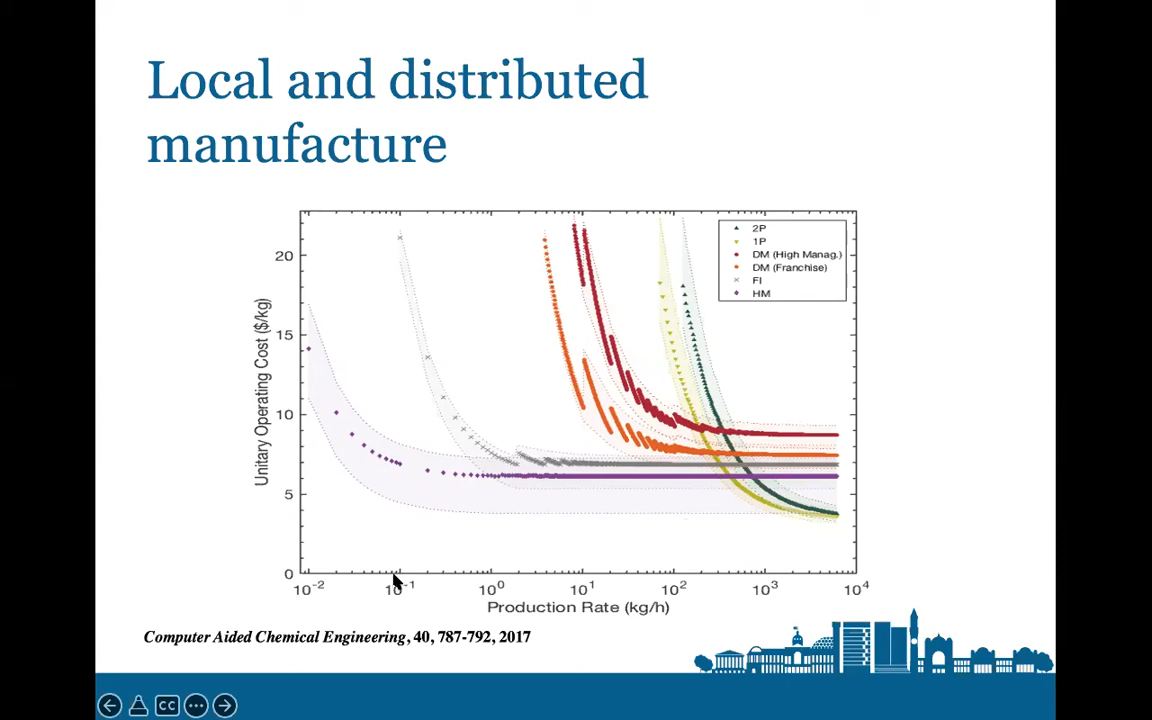 Local and distributed
manufacture
Unitary Operating Cost ($/kg)
20
15
10
5
0
2P
1P
DM (High Manag.)
DM (Franchise)
FI
HM
10-2
10-1
100
101
102
103
104
Production Rate (kg/h)
Computer Aided Chemical Engineering, 40, 787-792, 2017
CC